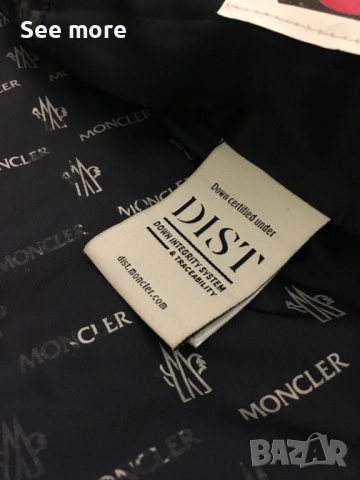 See more
MONCLER
MONCLER
MONCLER
Down certified under
DIST
DOWN INTEGRITY SYSTEM
& TRACEABILITY
dist.moncler.com
MONCLER
MONCLER
MONCLER
BAZAR